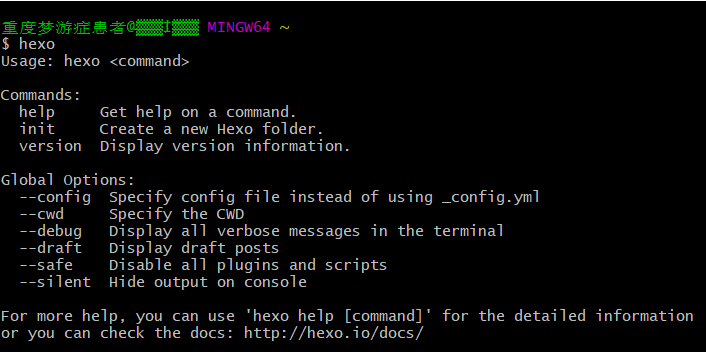 重度梦游症患者@▒▒▒I▒▒▒ MINGW64 ~
$ hexo
Usage: hexo <command>

Commands:
  help     Get help on a command.
  init     Create a new Hexo folder.
  version  Display version information.

Global Options:
  --config  Specify config file instead of using _config.yml
  --cwd     Specify the CWD
  --debug   Display all verbose messages in the terminal
  --draft   Display draft posts
  --safe    Disable all plugins and scripts
  --silent  Hide output on console

For more help, you can use 'hexo help [command]' for the detailed information
or you can check the docs: http://hexo.io/docs/